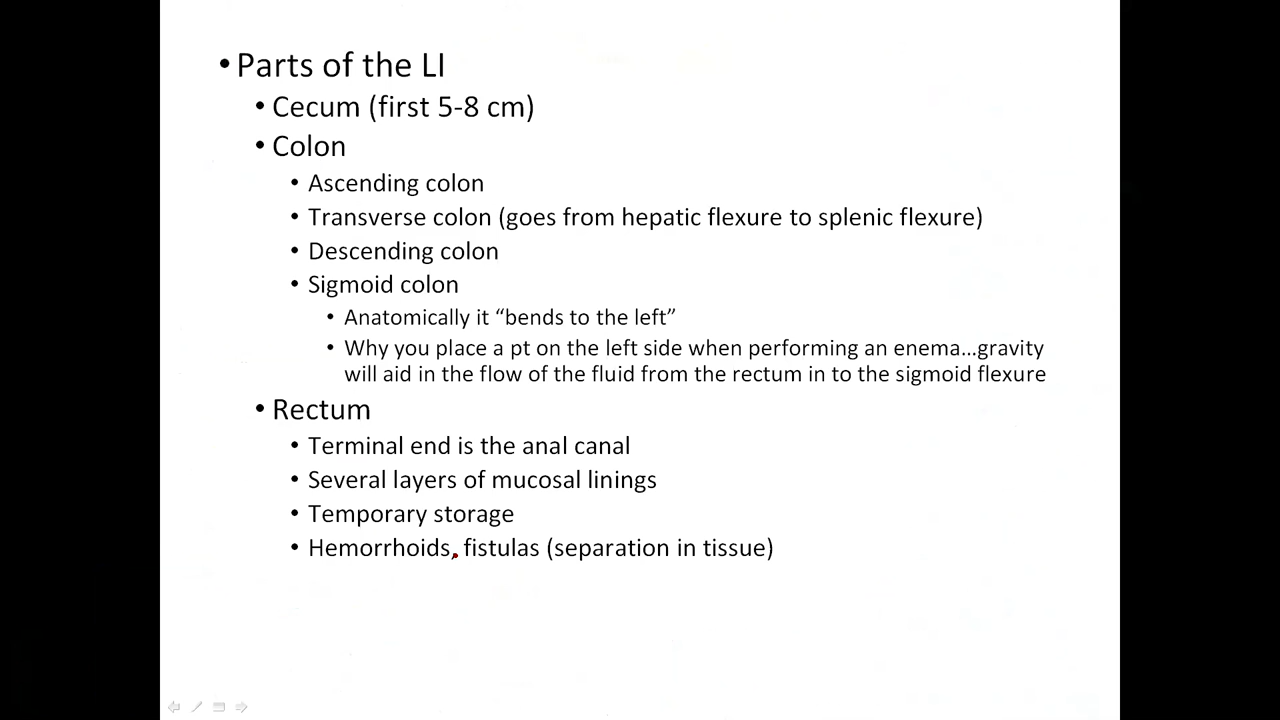 • Parts of the LI
• Cecum (first 5-8 cm)
• Colon
• Ascending colon
• Transverse colon (goes from hepatic flexure to splenic flexure)
• Descending colon
• Sigmoid colon
• Anatomically it “bends to the left”
• Why you place a pt on the left side when performing an enema…gravity
will aid in the flow of the fluid from the rectum in to the sigmoid flexure
• Rectum
• Terminal end is the anal canal
• Several layers of mucosal linings
• Temporary storage
• Hemorrhoids, fistulas (separation in tissue)